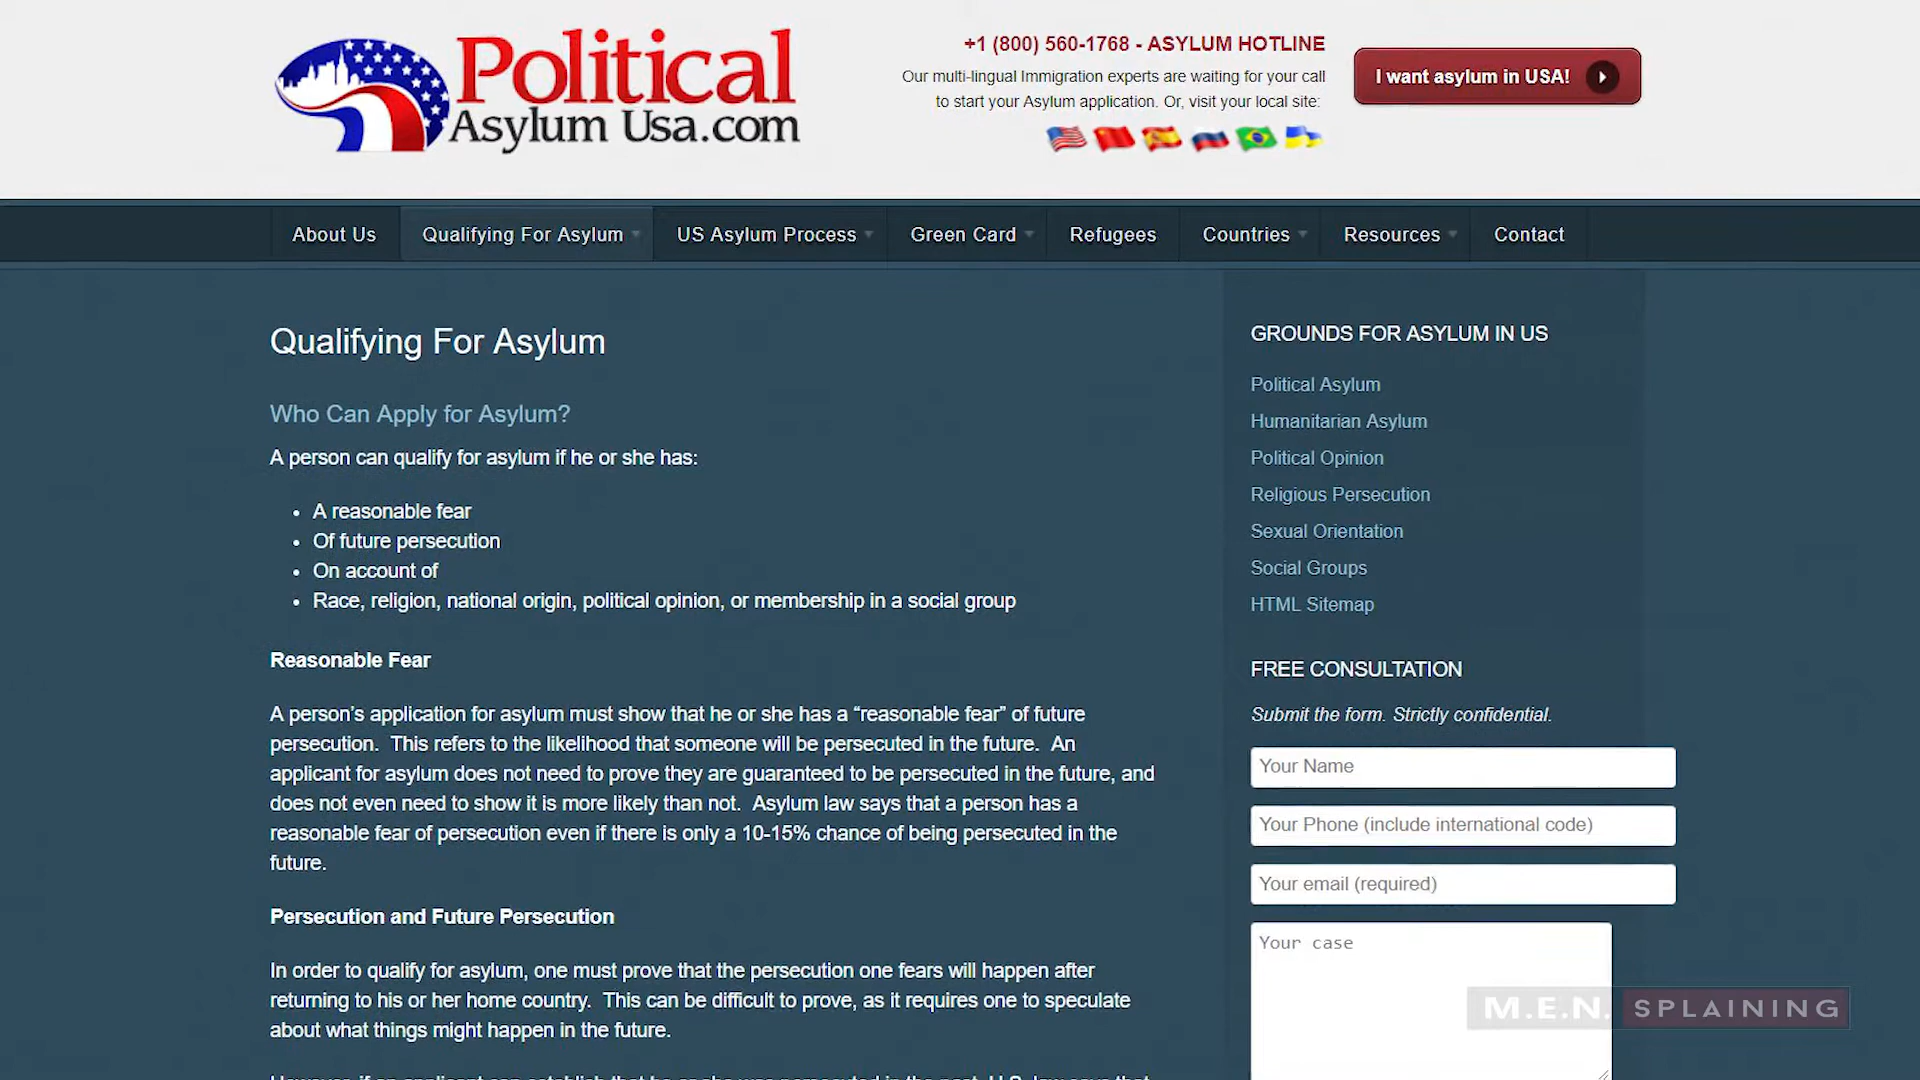 Political
Asylum Usa.com
+1 (800) 560-1768 - ASYLUM HOTLINE
Our multi-lingual Immigration experts are waiting for your call
to start your Asylum application. Or, visit your local site:
I want asylum in USA!
About Us
Qualifying For Asylum
US Asylum Process
Green Card
Refugees
Countries
Resources
Contact
Qualifying For Asylum
Who Can Apply for Asylum?
A person can qualify for asylum if he or she has:
• A reasonable fear
• Of future persecution
• On account of
• Race, religion, national origin, political opinion, or membership in a social group
Reasonable Fear
A person’s application for asylum must show that he or she has a “reasonable fear” of future
persecution.  This refers to the likelihood that someone will be persecuted in the future.  An
applicant for asylum does not need to prove they are guaranteed to be persecuted in the future, and
does not even need to show it is more likely than not.  Asylum law says that a person has a
reasonable fear of persecution even if there is only a 10-15% chance of being persecuted in the
future.
Persecution and Future Persecution
In order to qualify for asylum, one must prove that the persecution one fears will happen after
returning to his or her home country.  This can be difficult to prove, as it requires one to speculate
about what things might happen in the future.
GROUNDS FOR ASYLUM IN US
Political Asylum
Humanitarian Asylum
Political Opinion
Religious Persecution
Sexual Orientation
Social Groups
HTML Sitemap
FREE CONSULTATION
Submit the form. Strictly confidential.
Your Name
Your Phone (include international code)
Your email (required)
Your case
M.E.N. SPLAINING